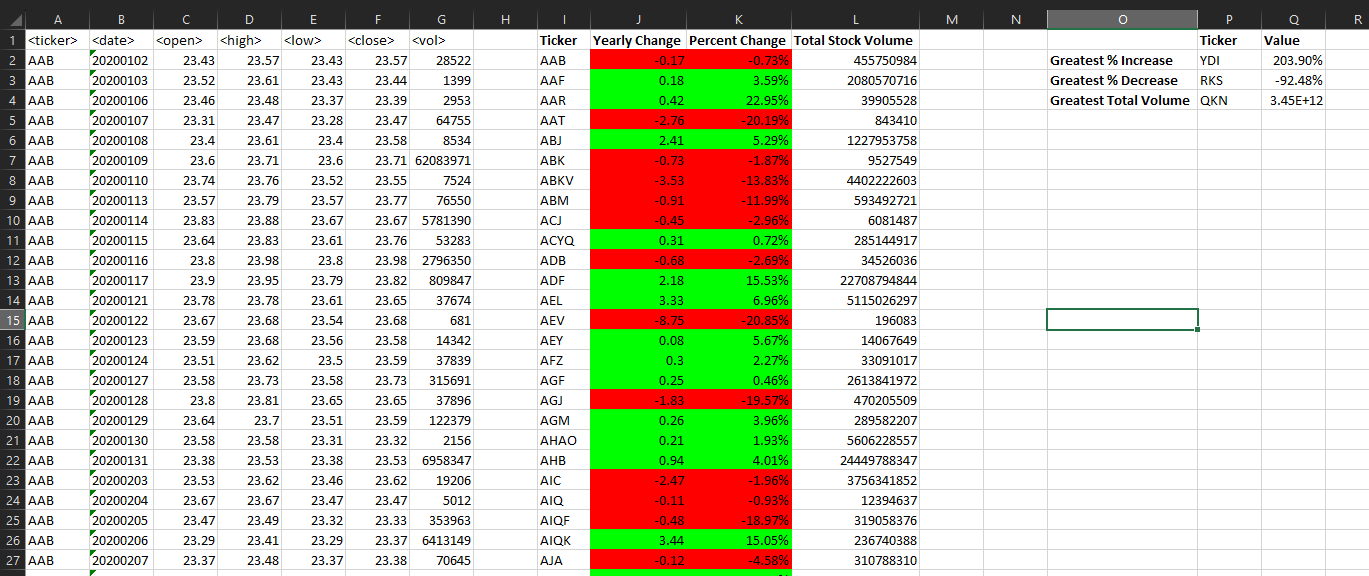 A B C D E F G H I J K L M N O P Q R
1 <ticker> <date> <open> <high> <low> <close> <vol> Ticker Yearly Change Percent Change Total Stock Volume Ticker Value
2 AAB 20200102 23.43 23.57 23.43 23.57 28522 AAB -0.17 -0.73% 455750984 Greatest % Increase YDI 203.90%
3 AAB 20200103 23.52 23.61 23.43 23.44 1399 AAF 0.18 3.59% 2080570716 Greatest % Decrease RKS -92.48%
4 AAB 20200106 23.46 23.48 23.37 23.39 2953 AAR 0.42 22.95% 39905528 Greatest Total Volume QKN 3.45E+12
5 AAB 20200107 23.31 23.47 23.28 23.47 64755 AAT -2.76 -20.19% 843410
6 AAB 20200108 23.4 23.61 23.4 23.58 8534 ABJ 2.41 5.29% 1227953758
7 AAB 20200109 23.6 23.71 23.6 23.71 62083971 ABK -0.73 -1.87% 9527549
8 AAB 20200110 23.74 23.76 23.52 23.55 7524 ABKV -3.53 -13.83% 4402222603
9 AAB 20200113 23.57 23.79 23.57 23.77 76550 ABM -0.91 -11.99% 593492721
10 AAB 20200114 23.83 23.88 23.67 23.67 5781390 ACJ -0.45 -2.96% 6081487
11 AAB 20200115 23.64 23.83 23.61 23.76 53283 ACYQ 0.31 0.72% 285144917
12 AAB 20200116 23.8 23.98 23.8 23.98 2796350 ADB -0.68 -2.69% 34526036
13 AAB 20200117 23.9 23.95 23.79 23.82 809847 ADF 2.18 15.53% 22708794844
14 AAB 20200121 23.78 23.78 23.61 23.65 37674 AEL 3.33 6.96% 5115026297
15 AAB 20200122 23.67 23.68 23.54 23.68 681 AEV -8.75 -20.85% 196083
16 AAB 20200123 23.59 23.68 23.56 23.58 14342 AEY 0.08 5.67% 14067649
17 AAB 20200124 23.51 23.62 23.5 23.59 37839 AFZ 0.3 2.27% 33091017
18 AAB 20200127 23.58 23.73 23.58 23.73 315691 AGF 0.25 0.46% 2613841972
19 AAB 20200128 23.8 23.81 23.65 23.65 37896 AGJ -1.83 -19.57% 470205509
20 AAB 20200129 23.64 23.7 23.51 23.59 122379 AGM 0.26 3.96% 289582207
21 AAB 20200130 23.58 23.58 23.31 23.32 2156 AHAO 0.21 1.93% 5606228557
22 AAB 20200131 23.38 23.53 23.38 23.53 6958347 AHB 0.94 4.01% 24449788347
23 AAB 20200203 23.53 23.62 23.46 23.62 19206 AIC -2.47 -1.96% 3756341852
24 AAB 20200204 23.67 23.67 23.47 23.47 5012 AIQ -0.11 -0.93% 12394637
25 AAB 20200205 23.47 23.49 23.32 23.33 353963 AIQF -0.48 -18.97% 319058376
26 AAB 20200206 23.29 23.41 23.29 23.37 6413149 AIQK 3.44 15.05% 236740388
27 AAB 20200207 23.37 23.48 23.37 23.38 70645 AJA -0.12 -4.58% 310788310